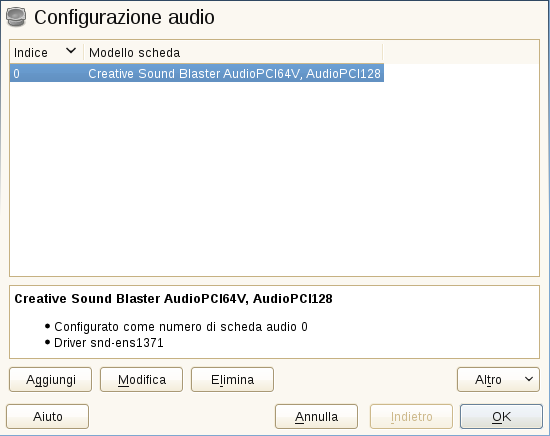 Configurazione audio
Indice Modello scheda
0 Creative Sound Blaster AudioPCI64V, AudioPCI128
Creative Sound Blaster AudioPCI64V, AudioPCI128
• Configurato come numero di scheda audio 0
• Driver snd-ens1371
Aggiungi Modifica Elimina Altro
Aiuto Annulla Indietro OK